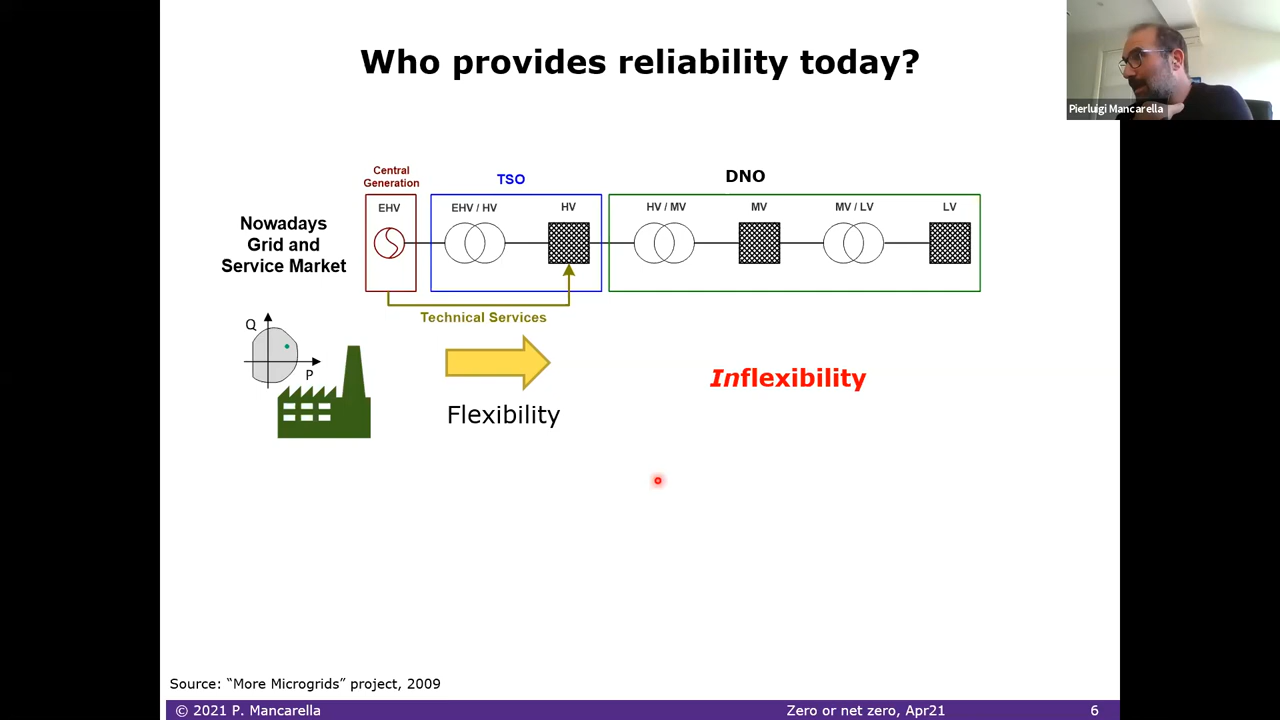 Who provides reliability today?
Pierluigi Mancarella
Central
Generation
TSO
DNO
EHV
EHV / HV
HV
HV / MV
MV
MV / LV
LV
Nowadays
Grid and
Service Market
Technical Services
Q
P
Flexibility
Inflexibility
Source: “More Microgrids” project, 2009
© 2021 P. Mancarella
Zero or net zero, Apr21
6